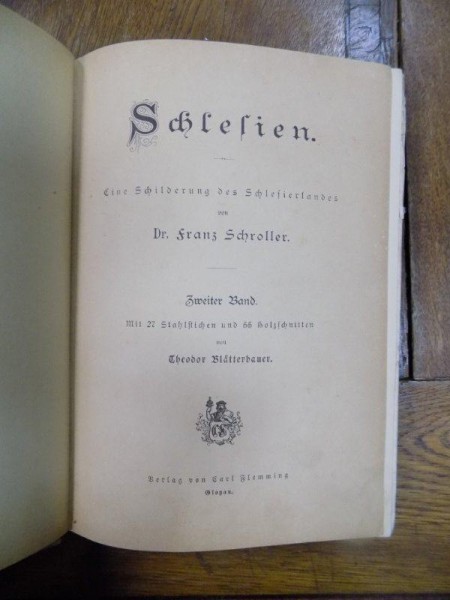 Schlesien.
Eine Schilderung des Schlesierlandes
von
Dr. Franz Schroller.
Zweiter Band.
Mit 27 Stahlstichen und 66 Holzschnitten
von
Theodor Blätterbauer.
Verlag von Carl Flemming
Glogau.